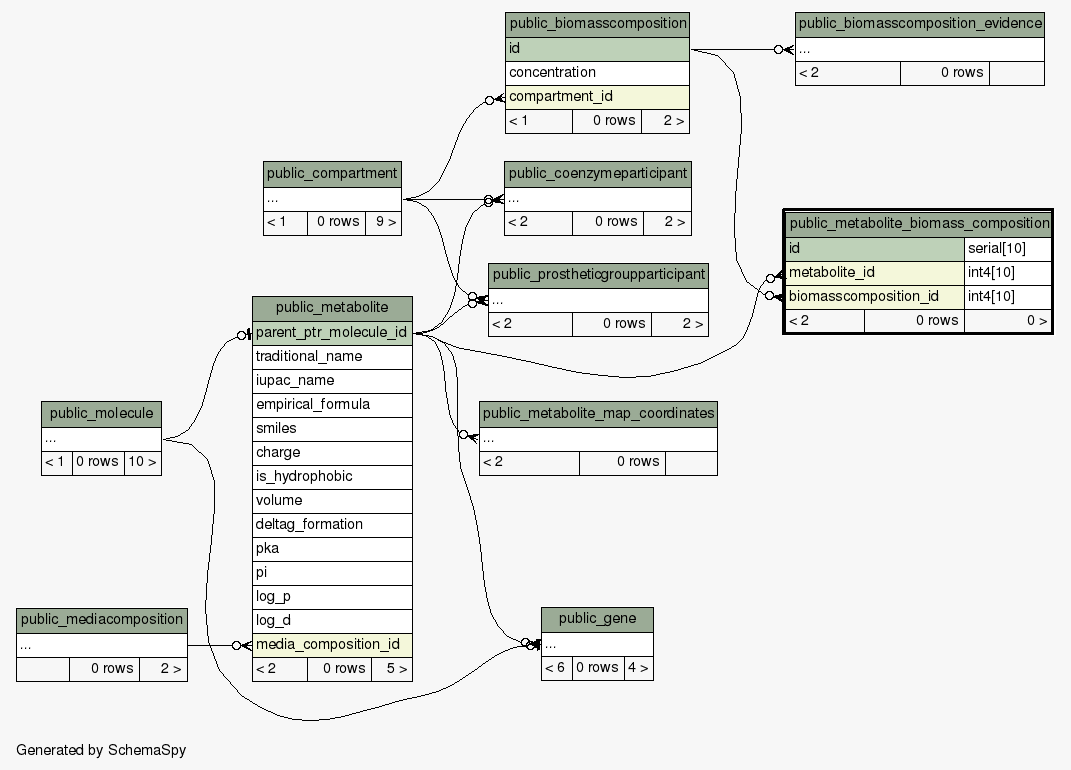 public_biomasscomposition
id
concentration
compartment_id
< 1 0 rows 2 >
public_biomasscomposition_evidence
...
< 2 0 rows
public_compartment
...
< 1 0 rows 9 >
public_coenzymeparticipant
...
< 2 0 rows 2 >
public_metabolite_biomass_composition
id serial[10]
metabolite_id int4[10]
biomasscomposition_id int4[10]
< 2 0 rows 0 >
public_prostheticgroupparticipant
...
< 2 0 rows 2 >
public_metabolite
parent_ptr_molecule_id
traditional_name
iupac_name
empirical_formula
smiles
charge
is_hydrophobic
volume
deltag_formation
pka
pi
log_p
log_d
media_composition_id
< 2 0 rows 5 >
public_molecule
...
< 1 0 rows 10 >
public_metabolite_map_coordinates
...
< 2 0 rows
public_mediacomposition
...
0 rows 2 >
public_gene
...
< 6 0 rows 4 >
Generated by SchemaSpy